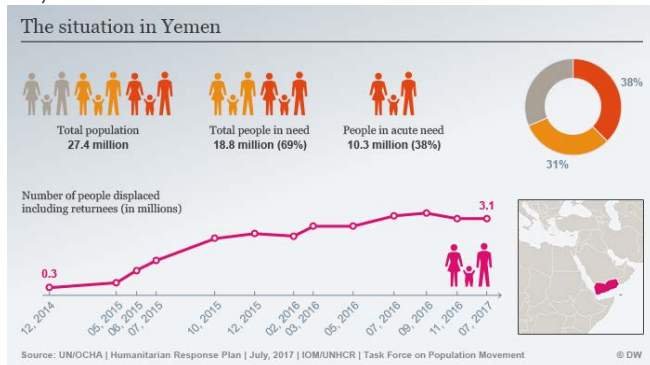 The situation in Yemen
Total population
27.4 million
Total people in need
18.8 million (69%)
People in acute need
10.3 million (38%)
38%
31%
Number of people displaced
including returnees (in millions)
0.3
3.1
12, 2014
05, 2015
06, 2015
07, 2015
10, 2015
12, 2015
02, 2016
03, 2016
05, 2016
07, 2016
09, 2016
11, 2016
07, 2017
Source: UN/OCHA | Humanitarian Response Plan | July, 2017 | IOM/UNHCR | Task Force on Population Movement
© DW